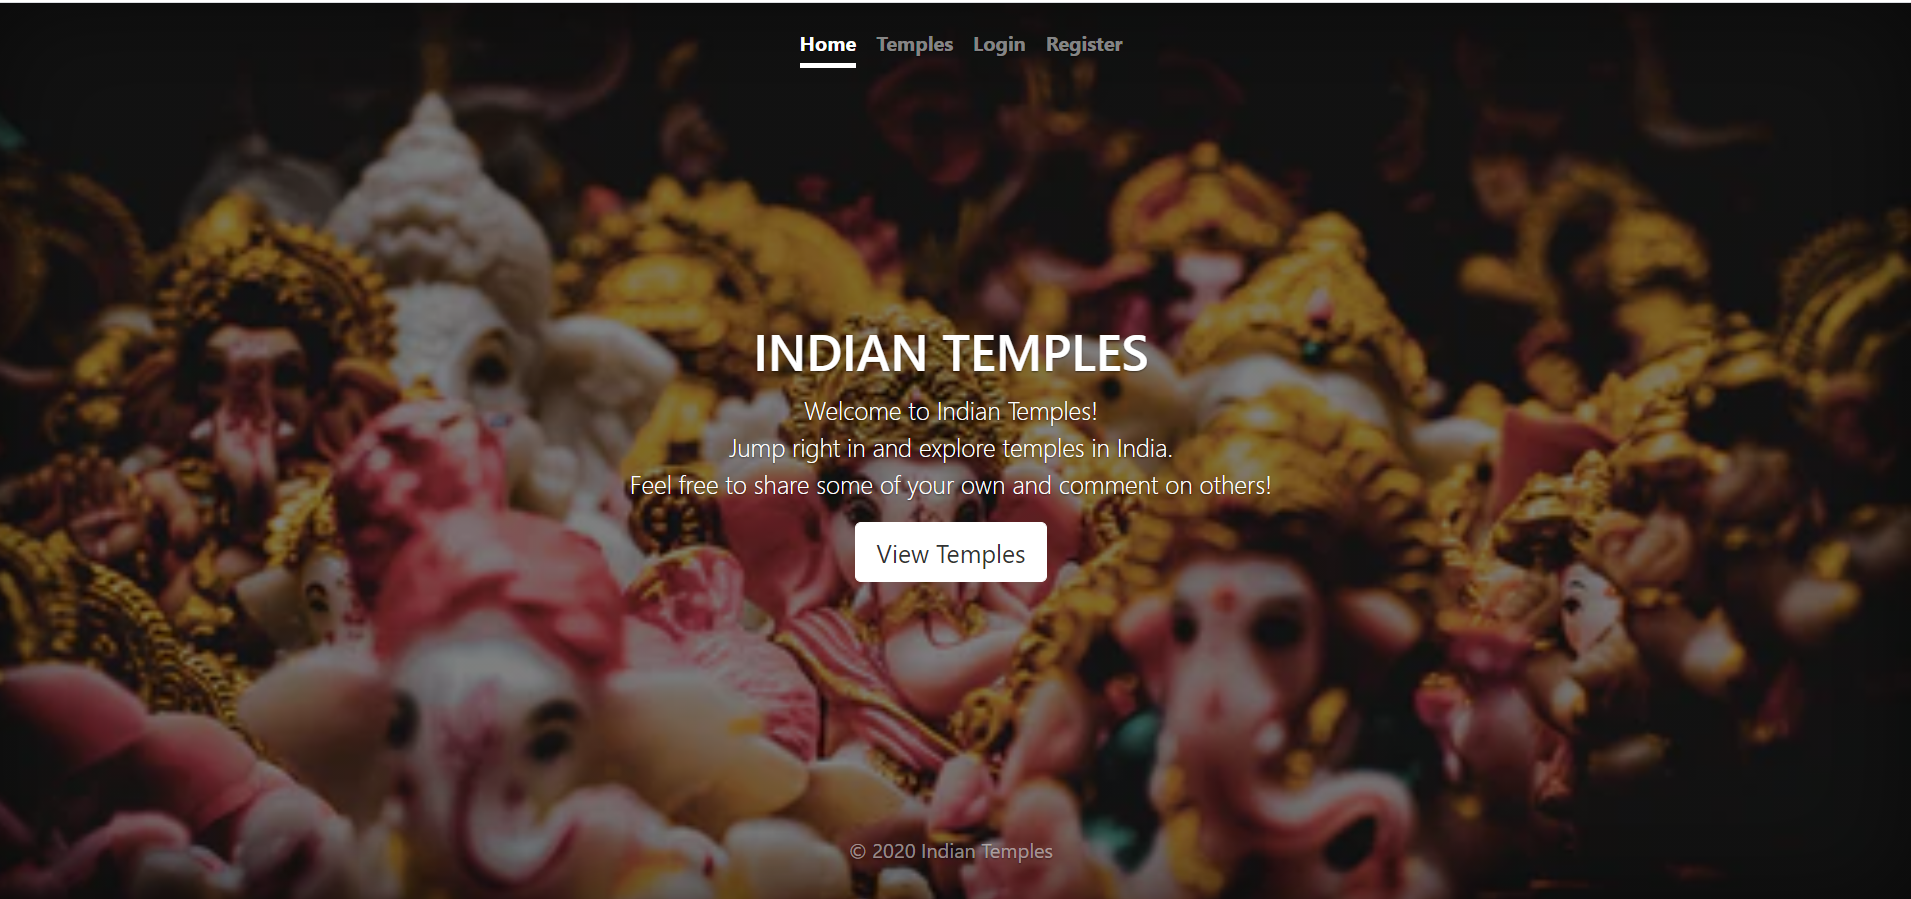 Home Temples Login Register
INDIAN TEMPLES
Welcome to Indian Temples!
Jump right in and explore temples in India.
Feel free to share some of your own and comment on others!
View Temples
© 2020 Indian Temples